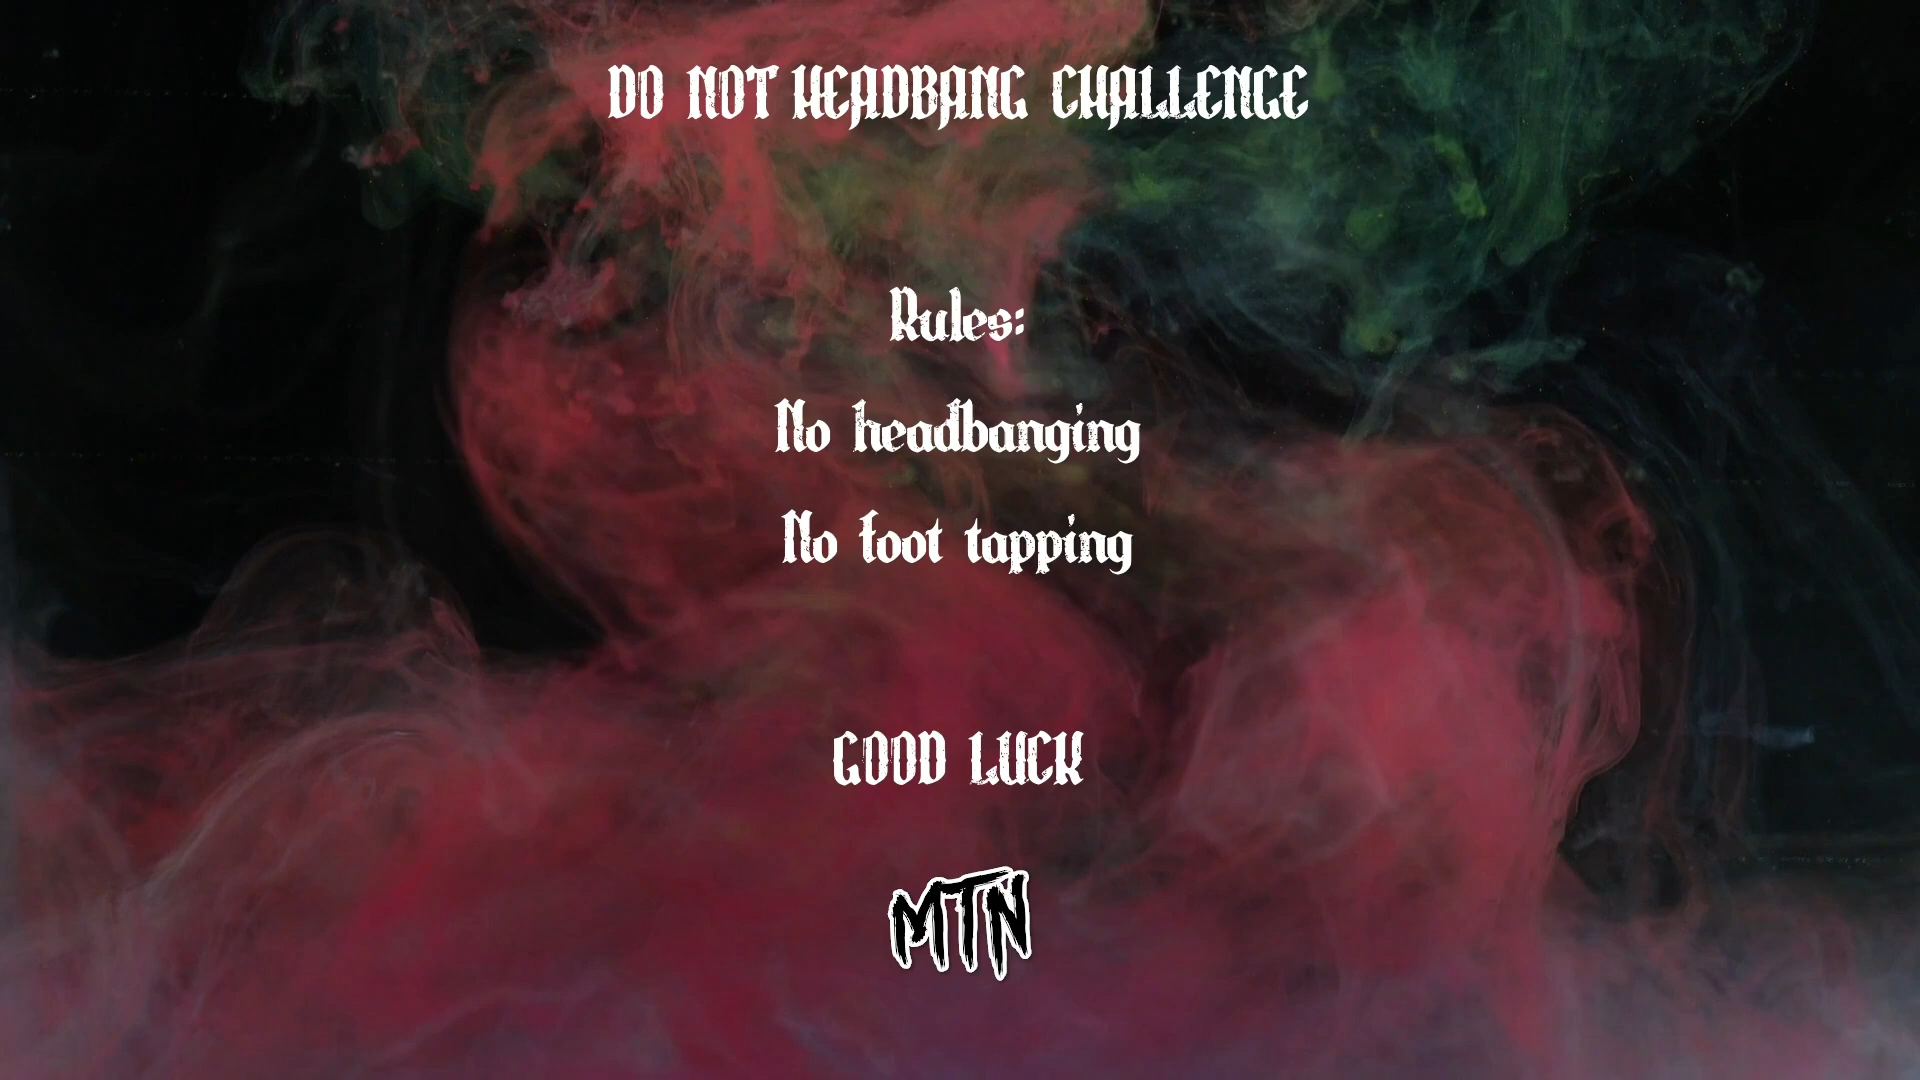 DO NOT HEADBANG CHALLENGE
Rules:
No headbanging
No foot tapping
GOOD LUCK
MTN